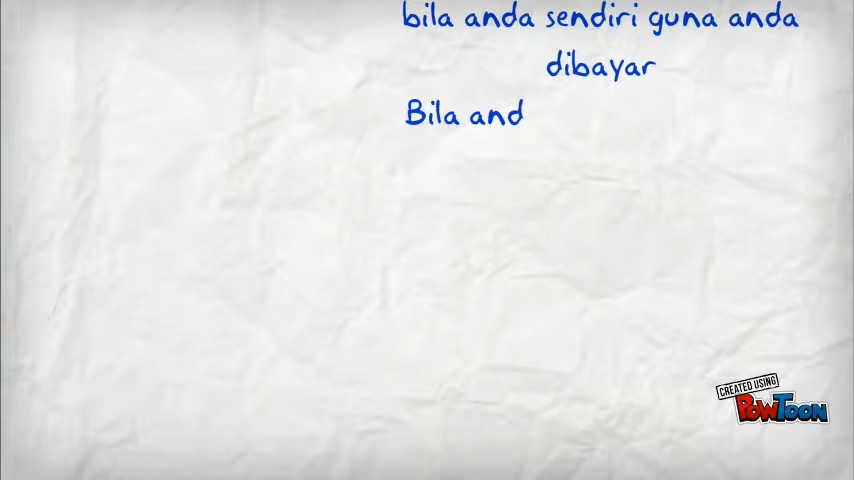 bila anda sendiri guna anda
dibayar
Bila and
CREATED USING
POWTOON